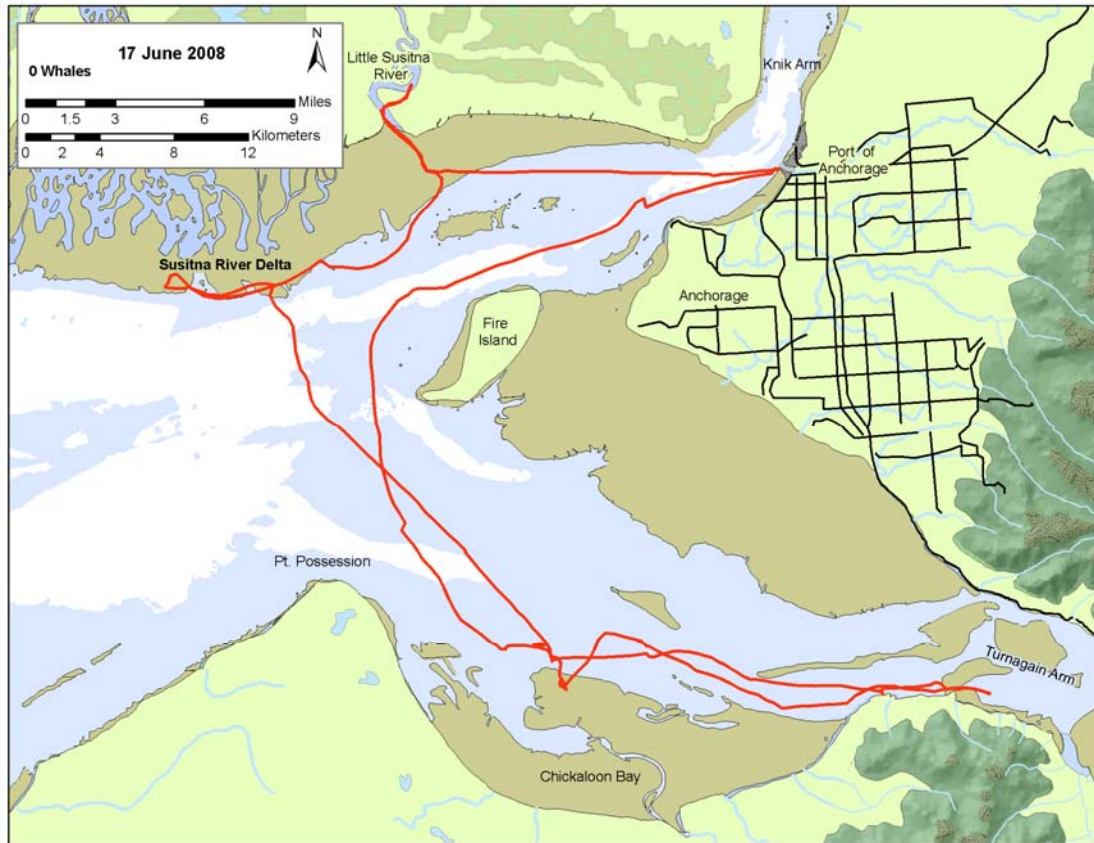 17 June 2008
N
0 Whales
Miles
0 1.5 3 6 9
Kilometers
0 2 4 8 12
Little Susitna
River
Knik Arm
Port of
Anchorage
Susitna River Delta
Anchorage
Fire
Island
Pt. Possession
Turnagain Arm
Chickaloon Bay